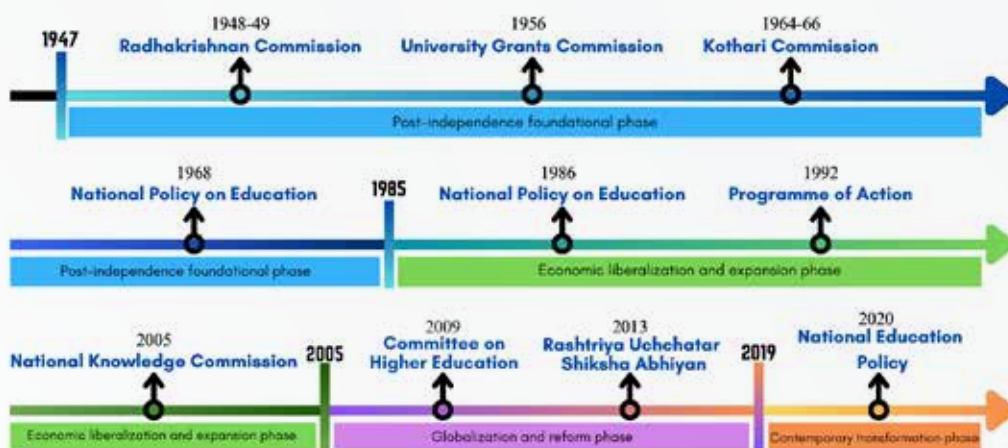 1947
1948-49
Radhakrishnan Commission
1956
University Grants Commission
1964-66
Kothari Commission
Post-independence foundational phase
1968
National Policy on Education
1985
1986
National Policy on Education
1992
Programme of Action
Post-independence foundational phase
Economic liberalization and expansion phase
2005
National Knowledge Commission
2005
2009
Committee on
Higher Education
2013
Rashtriya Uchchatar
Shiksha Abhiyan
2019
2020
National Education
Policy
Economic liberalization and expansion phase
Globalization and reform phase
Contemporary transformation phase